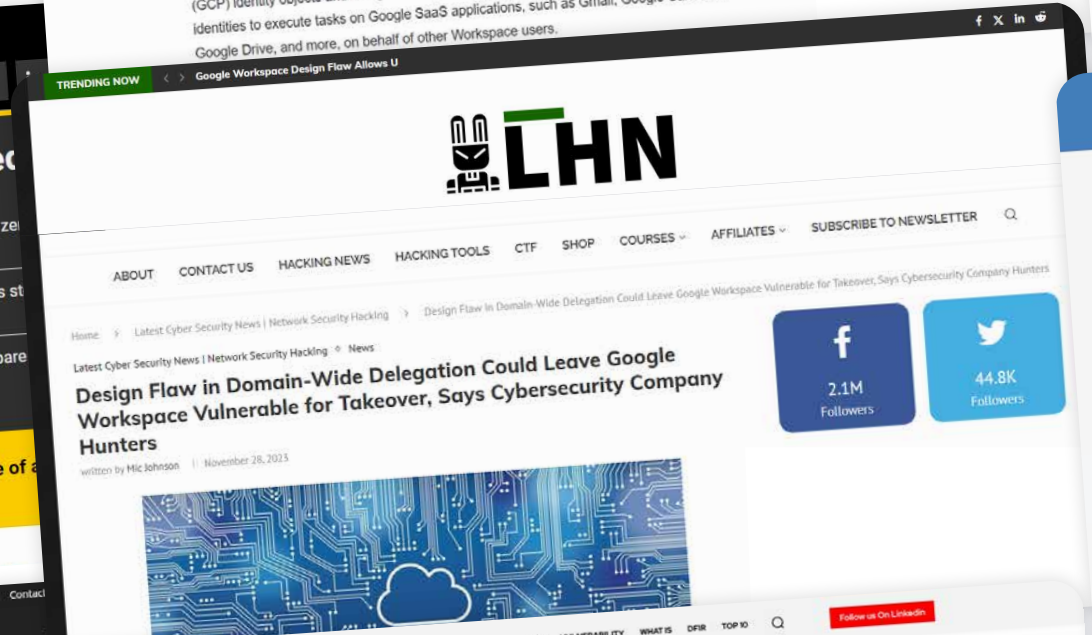 (GCP) identity
identities to execute tasks on Google SaaS applications, such as Gmail,
Google Drive, and more, on behalf of other Workspace users.
TRENDING NOW
Google Workspace Design Flaw Allows U
LHN
ABOUT CONTACT US HACKING NEWS HACKING TOOLS CTF SHOP COURSES AFFILIATES SUBSCRIBE TO NEWSLETTER
Home > Latest Cyber Security News | Network Security Hacking > Design Flaw in Domain-Wide Delegation Could Leave Google Workspace Vulnerable for Takeover, Says Cybersecurity Company Hunters
Latest Cyber Security News | Network Security Hacking News
Design Flaw in Domain-Wide Delegation Could Leave Google
Workspace Vulnerable for Takeover, Says Cybersecurity Company
Hunters
written by Mic Johnson | November 28, 2023
2.1M
Followers
44.8K
Followers
e of a
Contact
WHAT IS DFIR TOP 10
Follow us On Linkedin